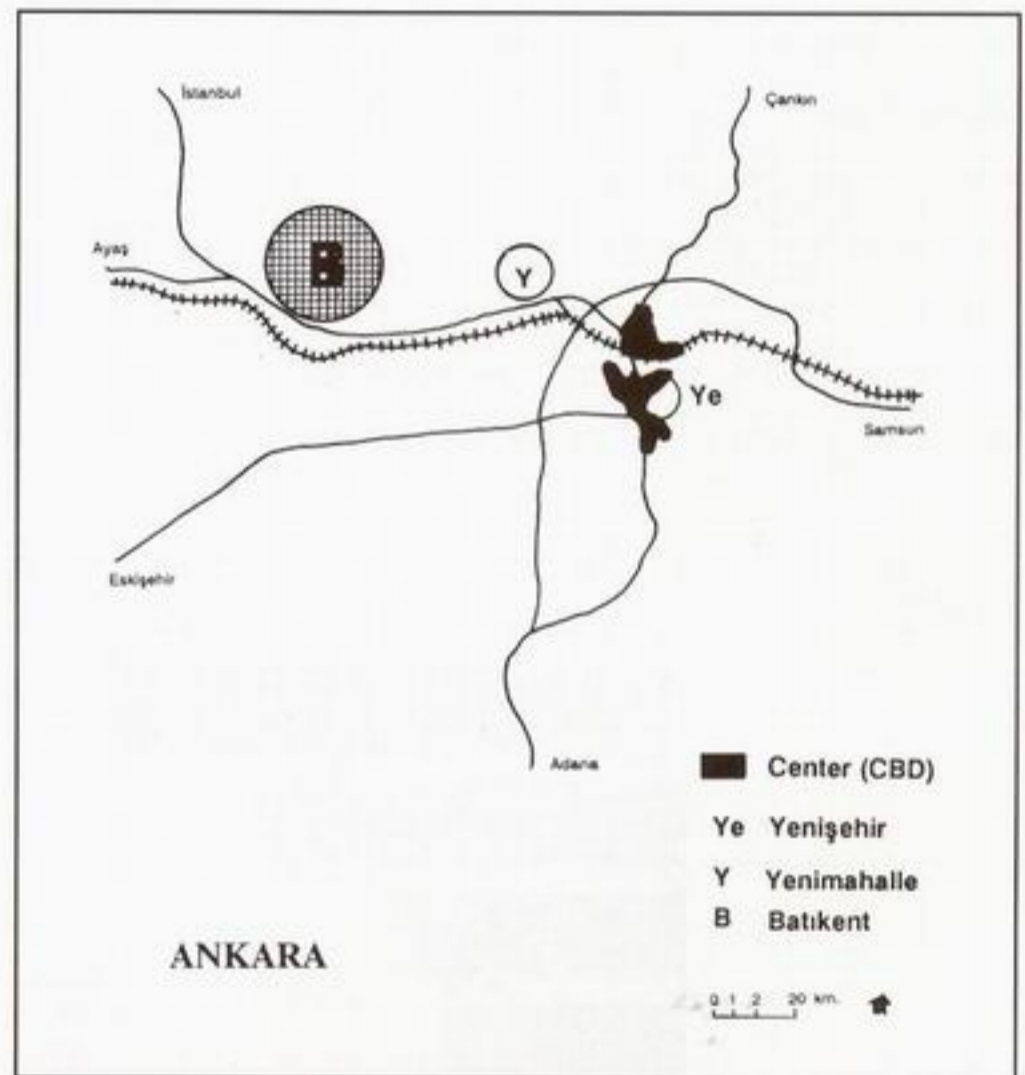 İstanbul
Çankırı
Ayaş
B
Y
Ye
Samsun
Eskişehir
Adana
Center (CBD)
Ye Yenişehir
Y Yenimahalle
B Batıkent
ANKARA
0 1 2 20 km.